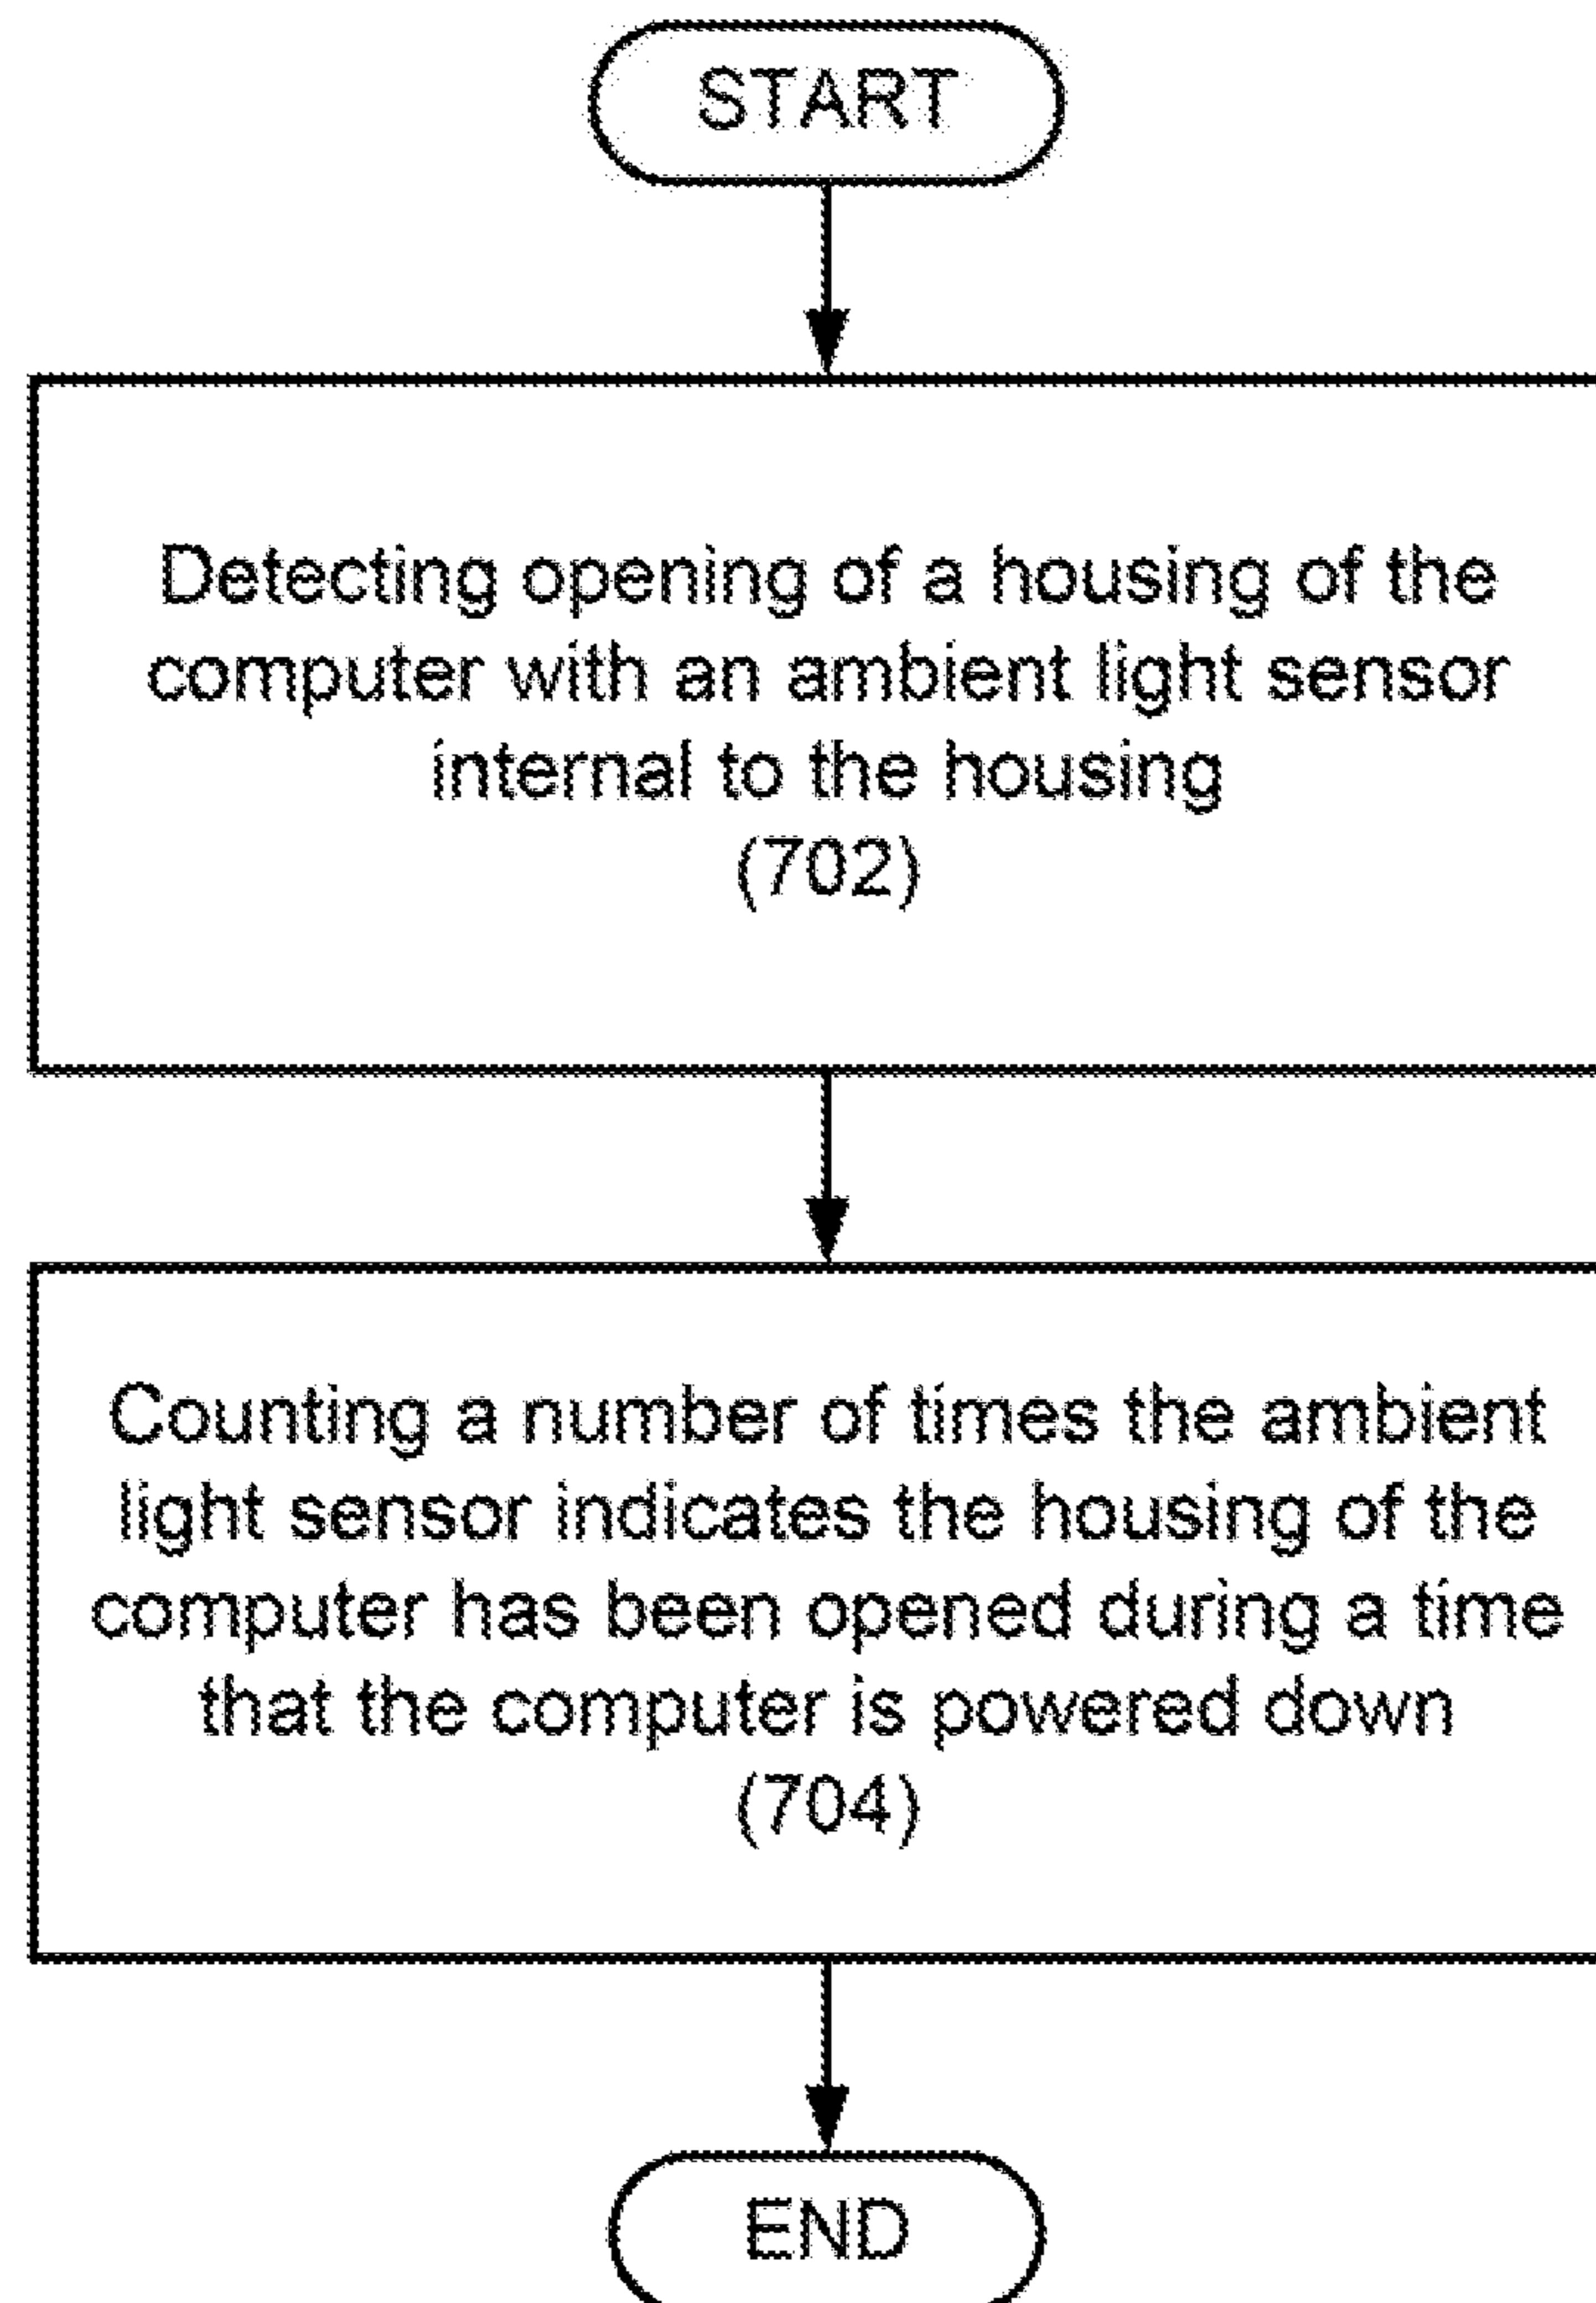 START
Detecting opening of a housing of the
computer with an ambient light sensor
internal to the housing
(702)
Counting a number of times the ambient
light sensor indicates the housing of the
computer has been opened during a time
that the computer is powered down
(704)
END